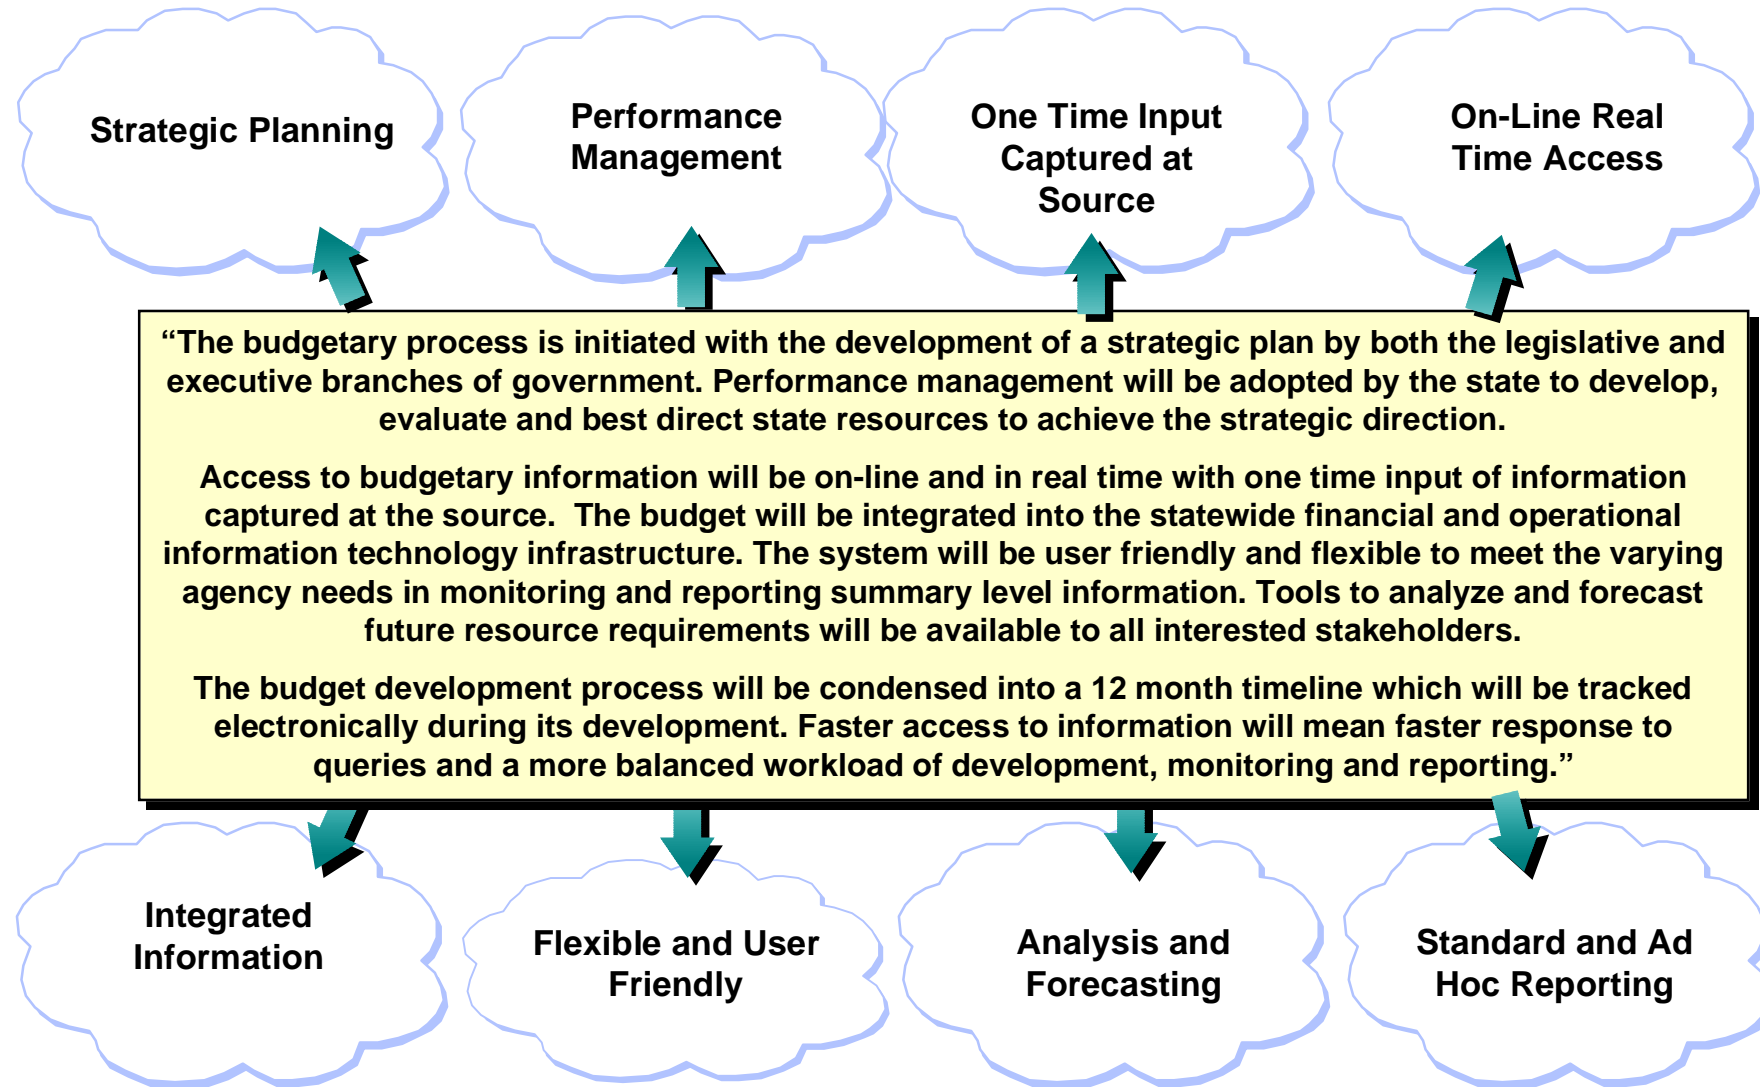 Strategic Planning
Performance
Management
One Time Input
Captured at
Source
On-Line Real
Time Access
“The budgetary process is initiated with the development of a strategic plan by both the legislative and
executive branches of government. Performance management will be adopted by the state to develop,
evaluate and best direct state resources to achieve the strategic direction.
Access to budgetary information will be on-line and in real time with one time input of information
captured at the source.  The budget will be integrated into the statewide financial and operational
information technology infrastructure. The system will be user friendly and flexible to meet the varying
agency needs in monitoring and reporting summary level information. Tools to analyze and forecast
future resource requirements will be available to all interested stakeholders.
The budget development process will be condensed into a 12 month timeline which will be tracked
electronically during its development. Faster access to information will mean faster response to
queries and a more balanced workload of development, monitoring and reporting.”
Integrated
Information
Flexible and User
Friendly
Analysis and
Forecasting
Standard and Ad
Hoc Reporting